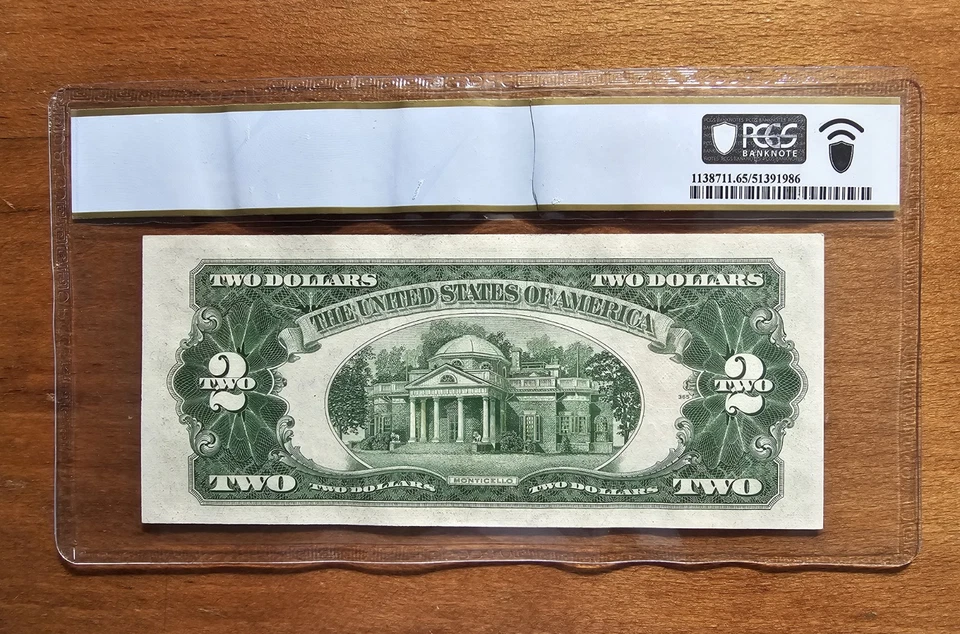 PCGS
BANKNOTE
1138711.65/51391986
TWO DOLLARS TWO DOLLARS
THE UNITED STATES OF AMERICA
2 2
TWO TWO
TWO TWO DOLLARS MONTICELLO TWO DOLLARS TWO